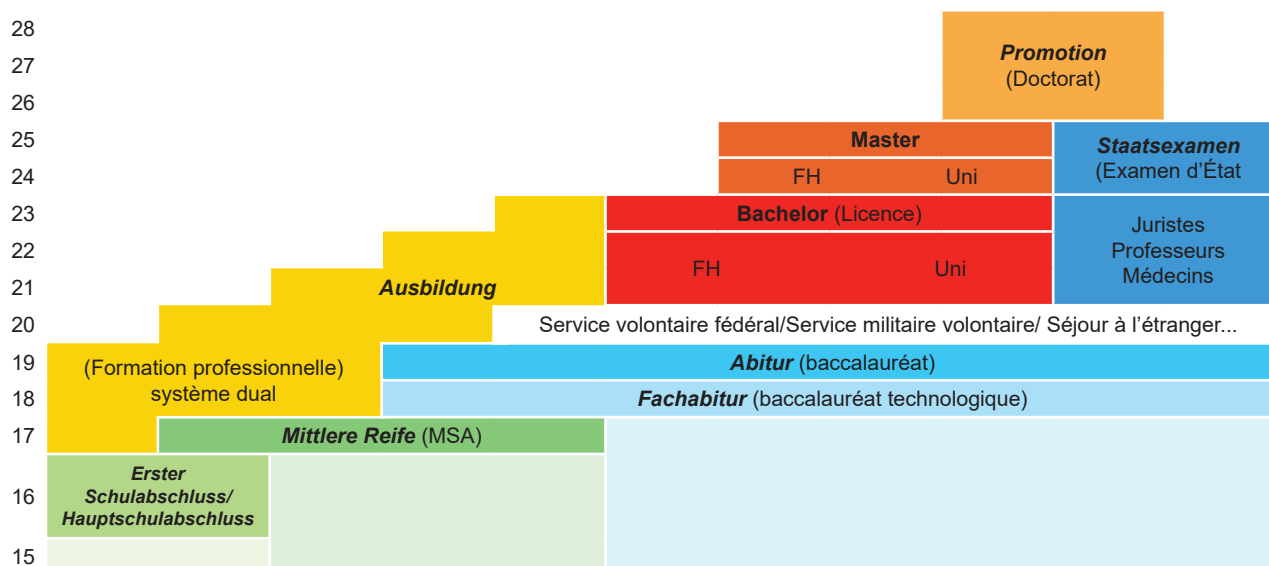 28
27
Promotion
(Doctorat)
26
25
Master
Staatsexamen
(Examen d'État
24
FH
Uni
23
Bachelor (Licence)
Juristes
Professeurs
Médecins
22
FH
Uni
21
Ausbildung
20
Service volontaire fédéral/Service militaire volontaire/ Séjour à l'étranger...
19
(Formation professionnelle)
système dual
Abitur (baccalauréat)
18
Fachabitur (baccalauréat technologique)
17
Mittlere Reife (MSA)
16
Erster
Schulabschluss/
Hauptschulabschluss
15